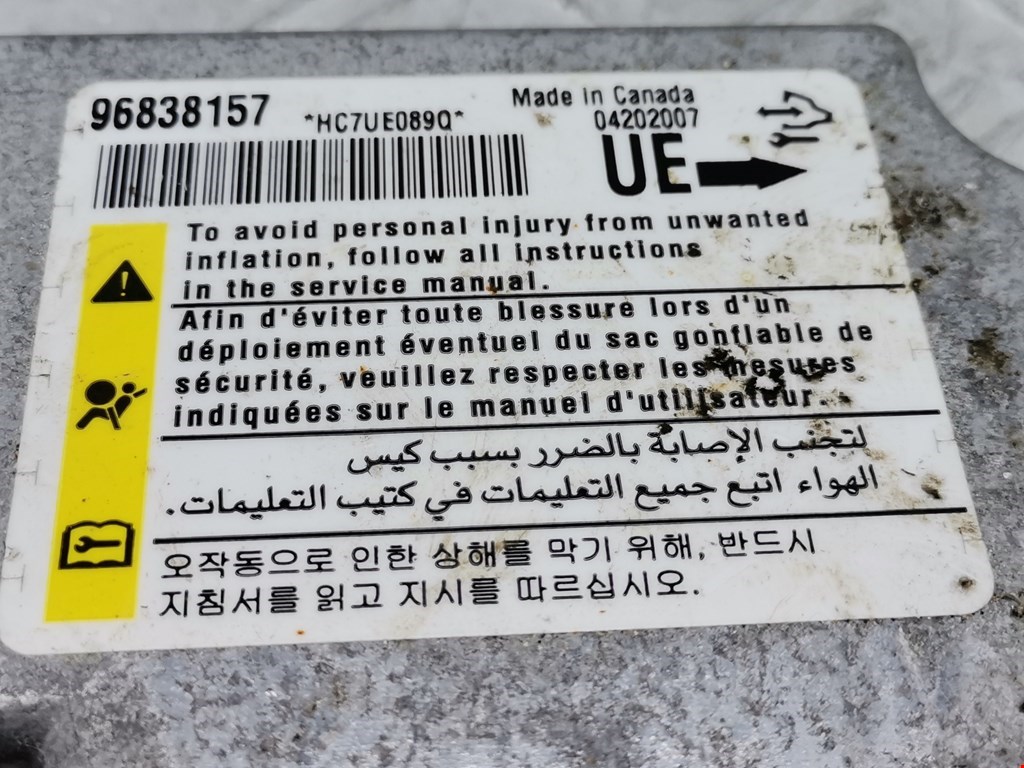 96838157
*HC7UE089Q*
Made in Canada
04202007
UE
To avoid personal injury from unwanted
inflation, follow all instructions
in the service manual.
Afin d'éviter toute blessure lors d'un
déploiement éventuel du sac gonflable de
sécurité, veuillez respecter les mesures
indiquées sur le manuel d'utilisateur.
لتجنب الإصابة بالضرر بسبب كيس
الهواء اتبع جميع التعليمات في كتيب التعليمات.
오작동으로 인한 상해를 막기 위해, 반드시
지침서를 읽고 지시를 따르십시오.